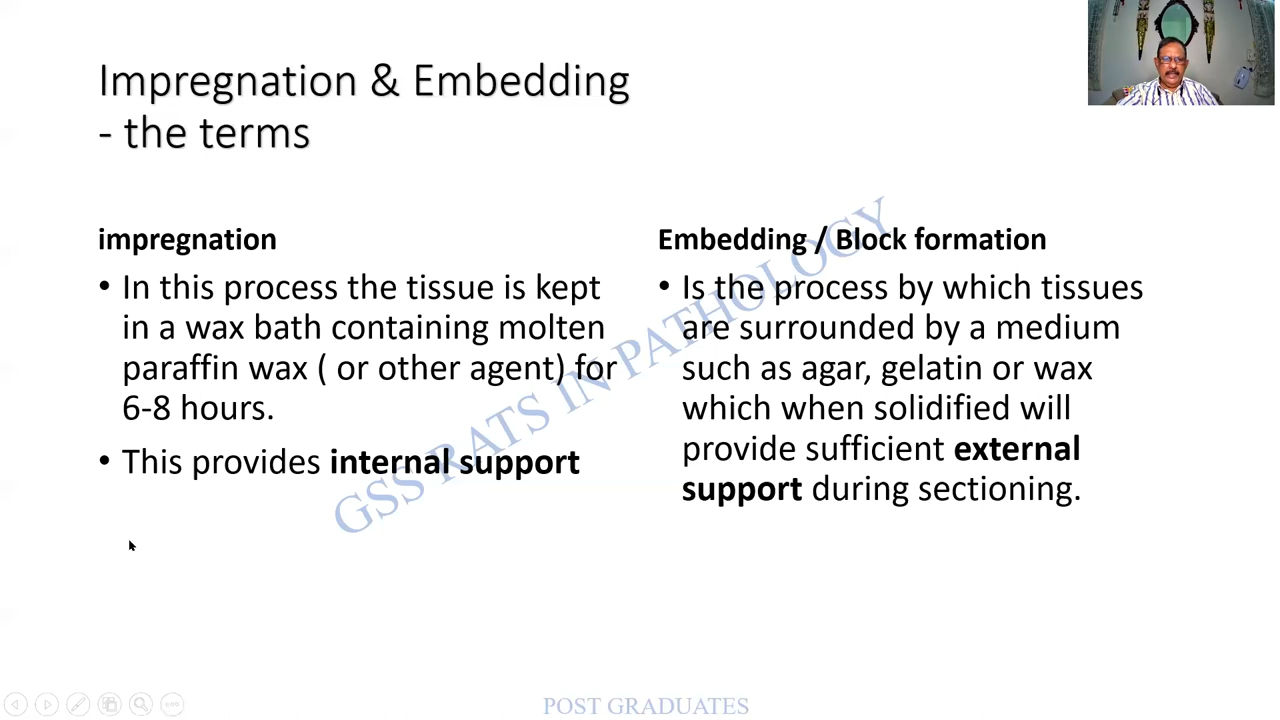 Impregnation & Embedding
- the terms
impregnation
• In this process the tissue is kept
in a wax bath containing molten
paraffin wax ( or other agent) for
6-8 hours.
• This provides internal support
Embedding / Block formation
• Is the process by which tissues
are surrounded by a medium
such as agar, gelatin or wax
which when solidified will
provide sufficient external
support during sectioning.
GSS RATS IN PATHOLOGY
POST GRADUATES